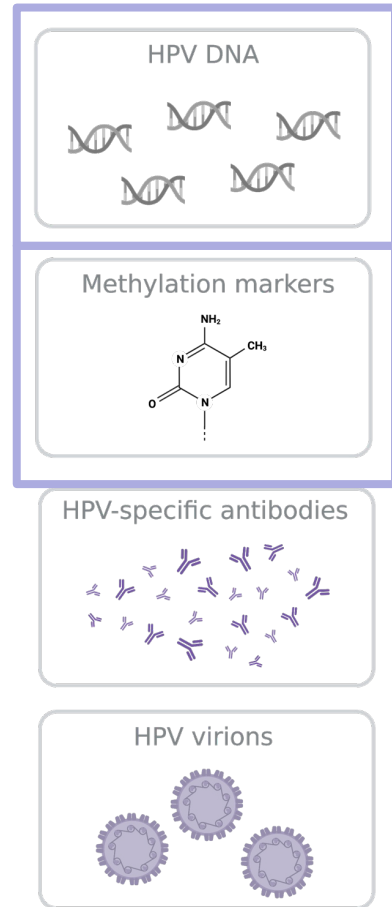 HPV DNA
Methylation markers
NH₂
N
CH₃
O
N
HPV-specific antibodies
HPV virions